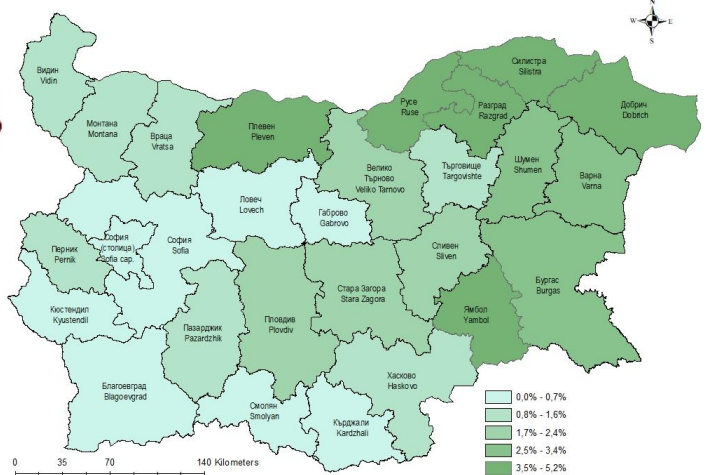 N
W E
S
Видин
Vidin
Монтана
Montana
Враца
Vratsa
Плевен
Pleven
Русе
Ruse
Силистра
Silistra
Разград
Razgrad
Добрич
Dobrich
Шумен
Shumen
Варна
Varna
Търговище
Targovishte
Велико
Търново
Veliko Tarnovo
Ловеч
Lovech
Габрово
Gabrovo
София
(столица)
Sofia cap.
София
Sofia
Перник
Pernik
Кюстендил
Kyustendil
Благоевград
Blagoevgrad
Пазарджик
Pazardzhik
Пловдив
Plovdiv
Стара Загора
Stara Zagora
Сливен
Sliven
Ямбол
Yambol
Бургас
Burgas
Хасково
Haskovo
Смолян
Smolyan
Кърджали
Kardzhali
0,0% - 0,7%
0,8% - 1,6%
1,7% - 2,4%
2,5% - 3,4%
3,5% - 5,2%
0 35 70 140 Kilometers